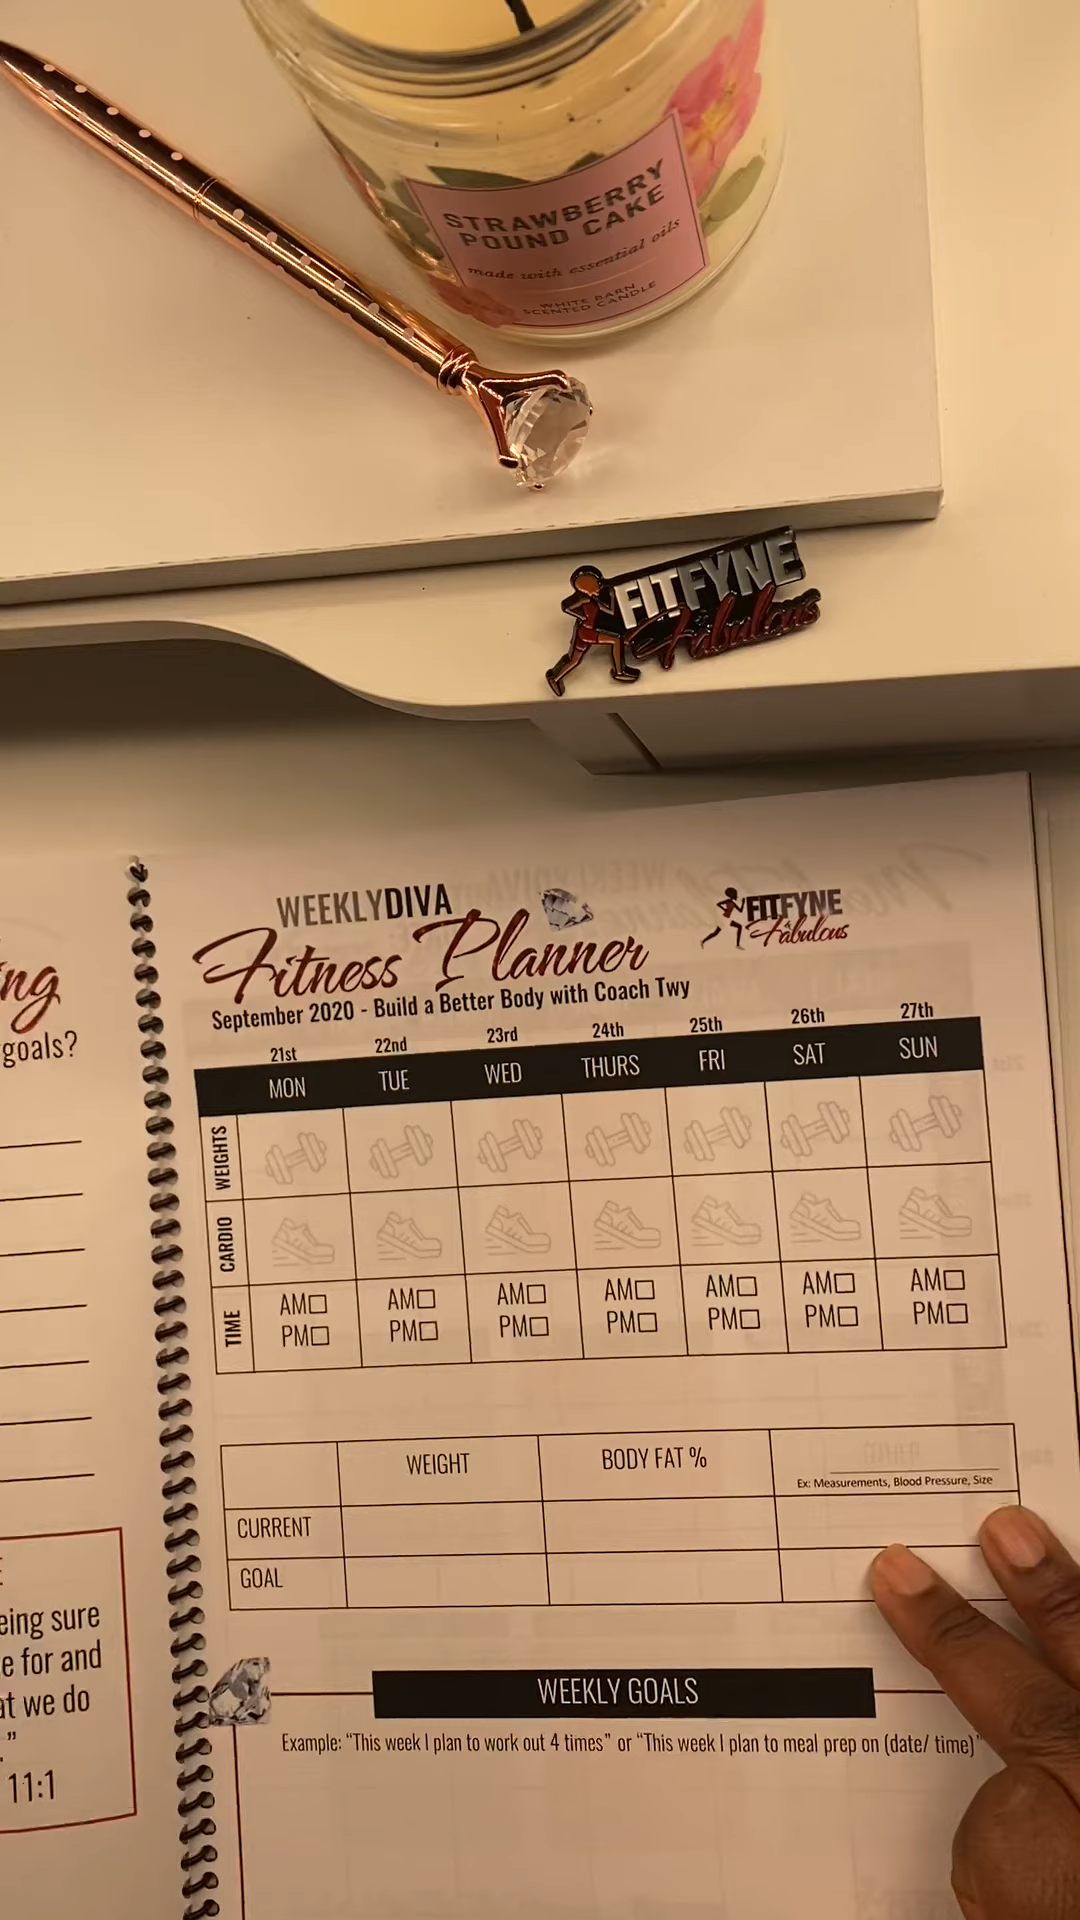 STRAWBERRY
POUND CAKE
made with essential oils
WHITE BARN
SCENTED CANDLE
FITFYNE
Fabulous
ng
goals?
eing sure
e for and
at we do
.”
11:1
WEEKLYDIVA
Fitness Planner
FITFYNE
& Fabulous
September 2020 - Build a Better Body with Coach Twy
21st 22nd 23rd 24th 25th 26th 27th
MON TUE WED THURS FRI SAT SUN
WEIGHTS
CARDIO
TIME
AM AM AM AM AM AM AM
PM PM PM PM PM PM PM
WEIGHT BODY FAT %
Ex: Measurements, Blood Pressure, Size
CURRENT
GOAL
WEEKLY GOALS
Example: “This week I plan to work out 4 times” or “This week I plan to meal prep on (date/ time)”